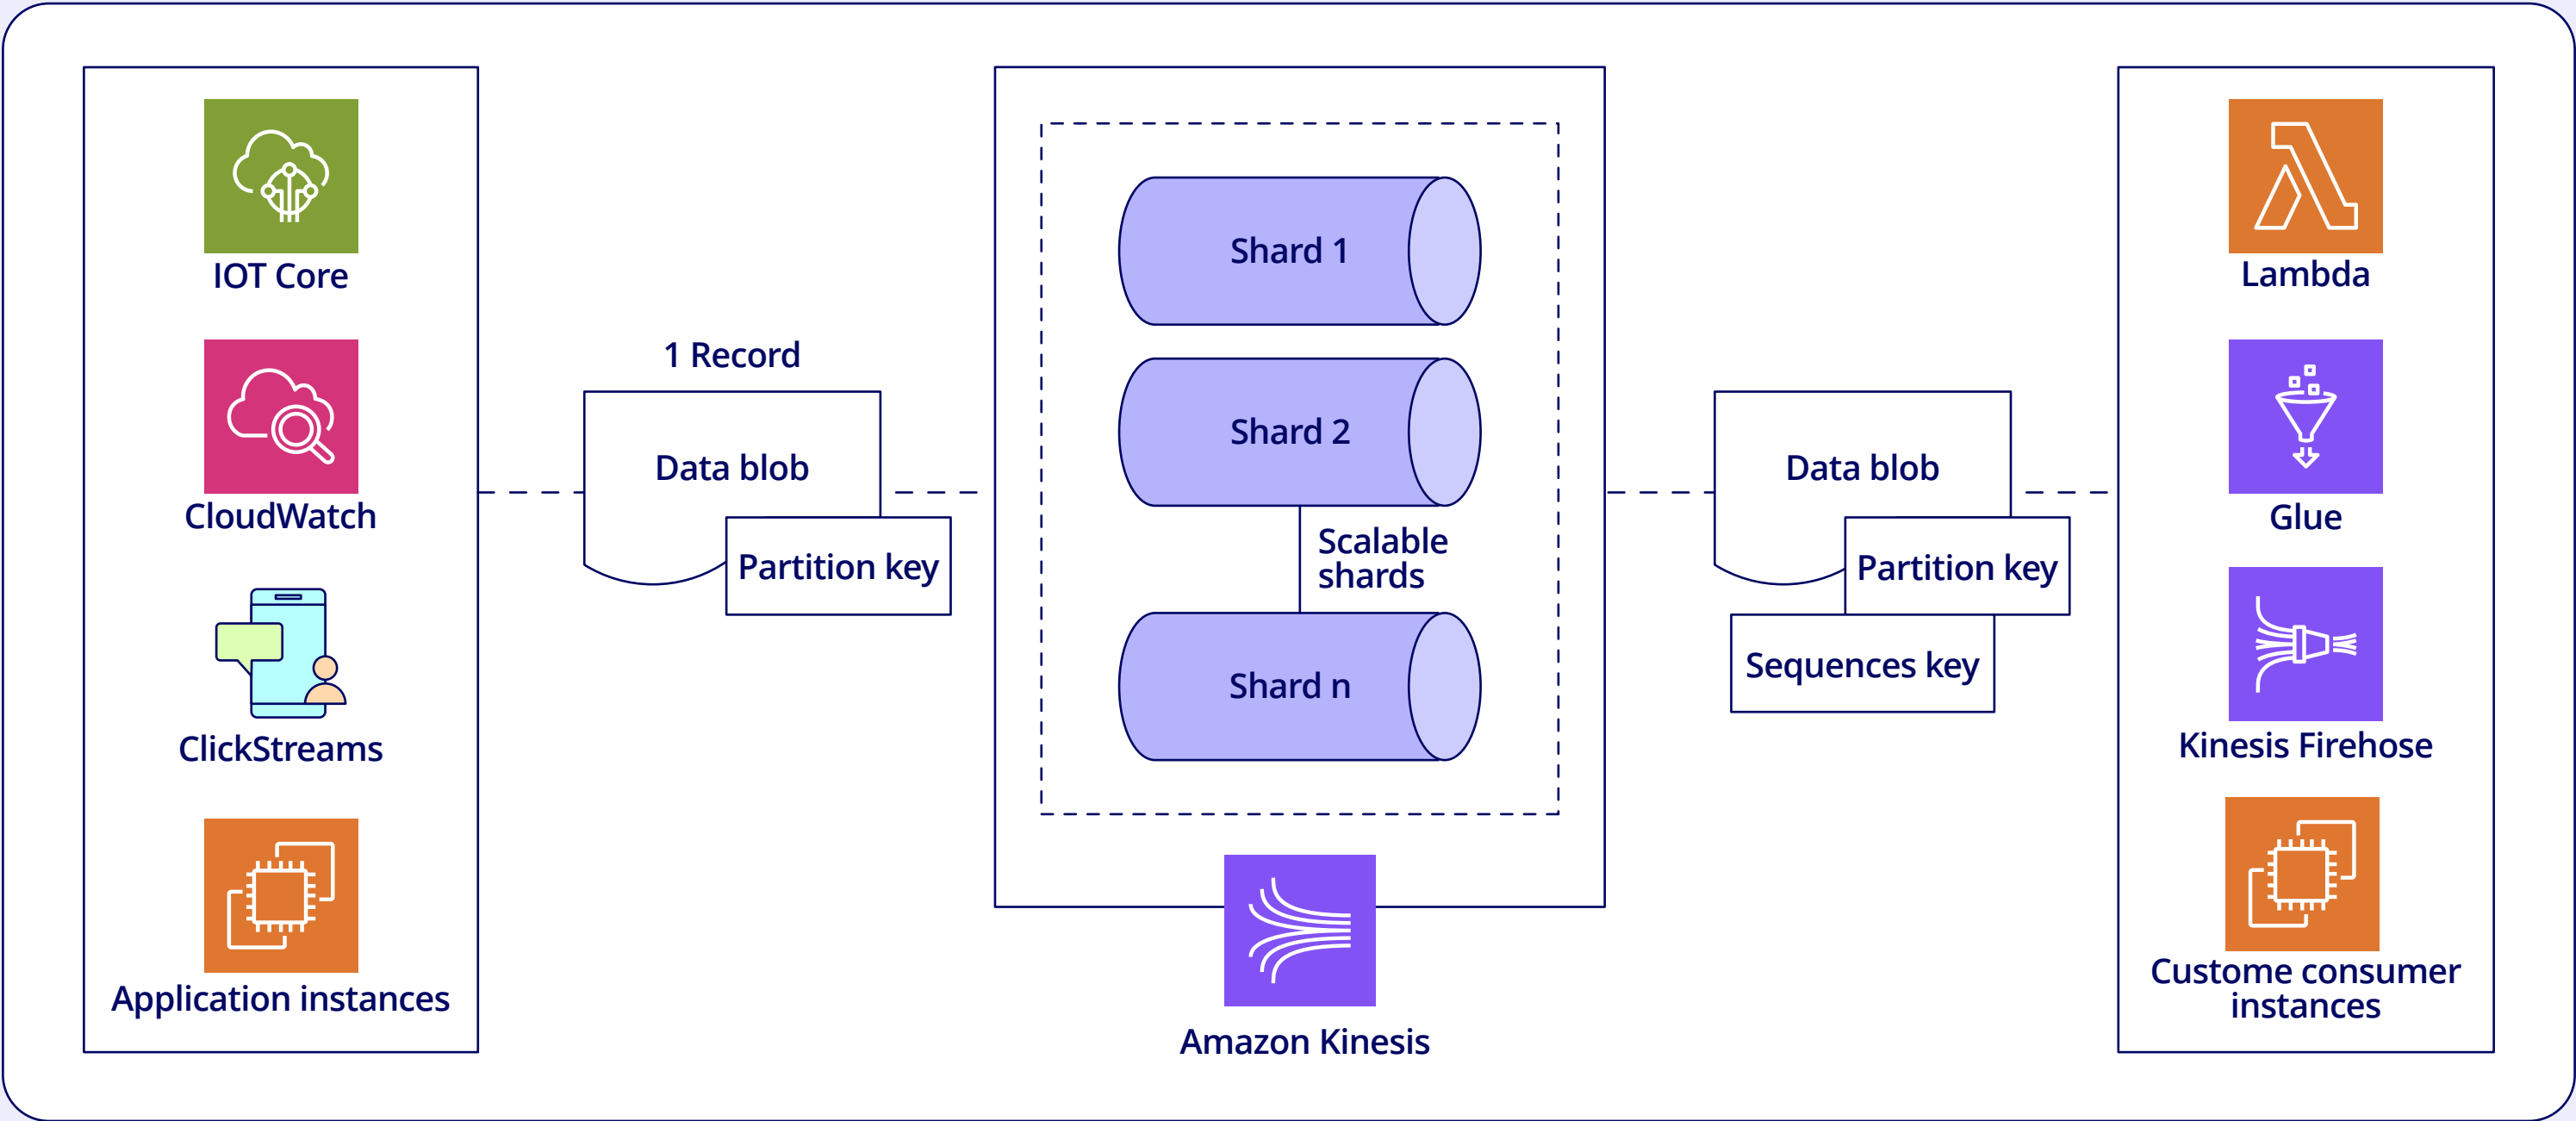 IOT Core
CloudWatch
ClickStreams
Application instances
1 Record
Data blob
Partition key
Shard 1
Shard 2
Scalable
shards
Shard n
Amazon Kinesis
Data blob
Partition key
Sequences key
Lambda
Glue
Kinesis Firehose
Custome consumer
instances